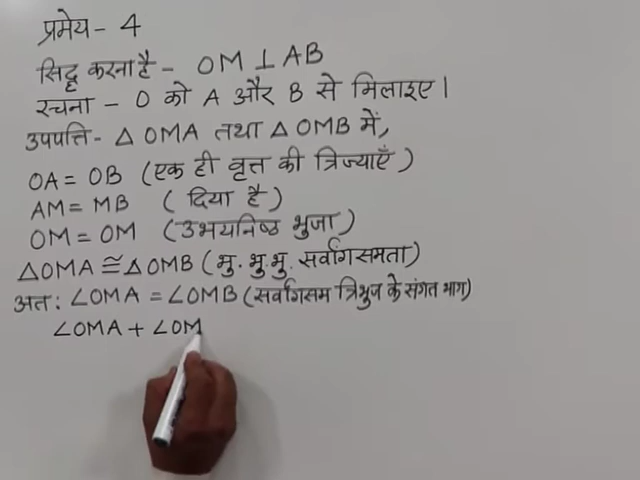 प्रमेय- 4
सिद्ध करना है - OM ⊥ AB
रचना - O को A और B से मिलाइए।
उपपत्ति- △ OMA तथा △ OMB में,
OA = OB (एक ही वृत्त की त्रिज्याएँ)
AM = MB (दिया है)
OM = OM (उभयनिष्ठ भुजा)
△OMA ≅ △OMB (भु. भु. भु. सर्वांगसमता)
अतः ∠OMA = ∠OMB (सर्वांगसम त्रिभुज के संगत भाग)
∠OMA + ∠OM